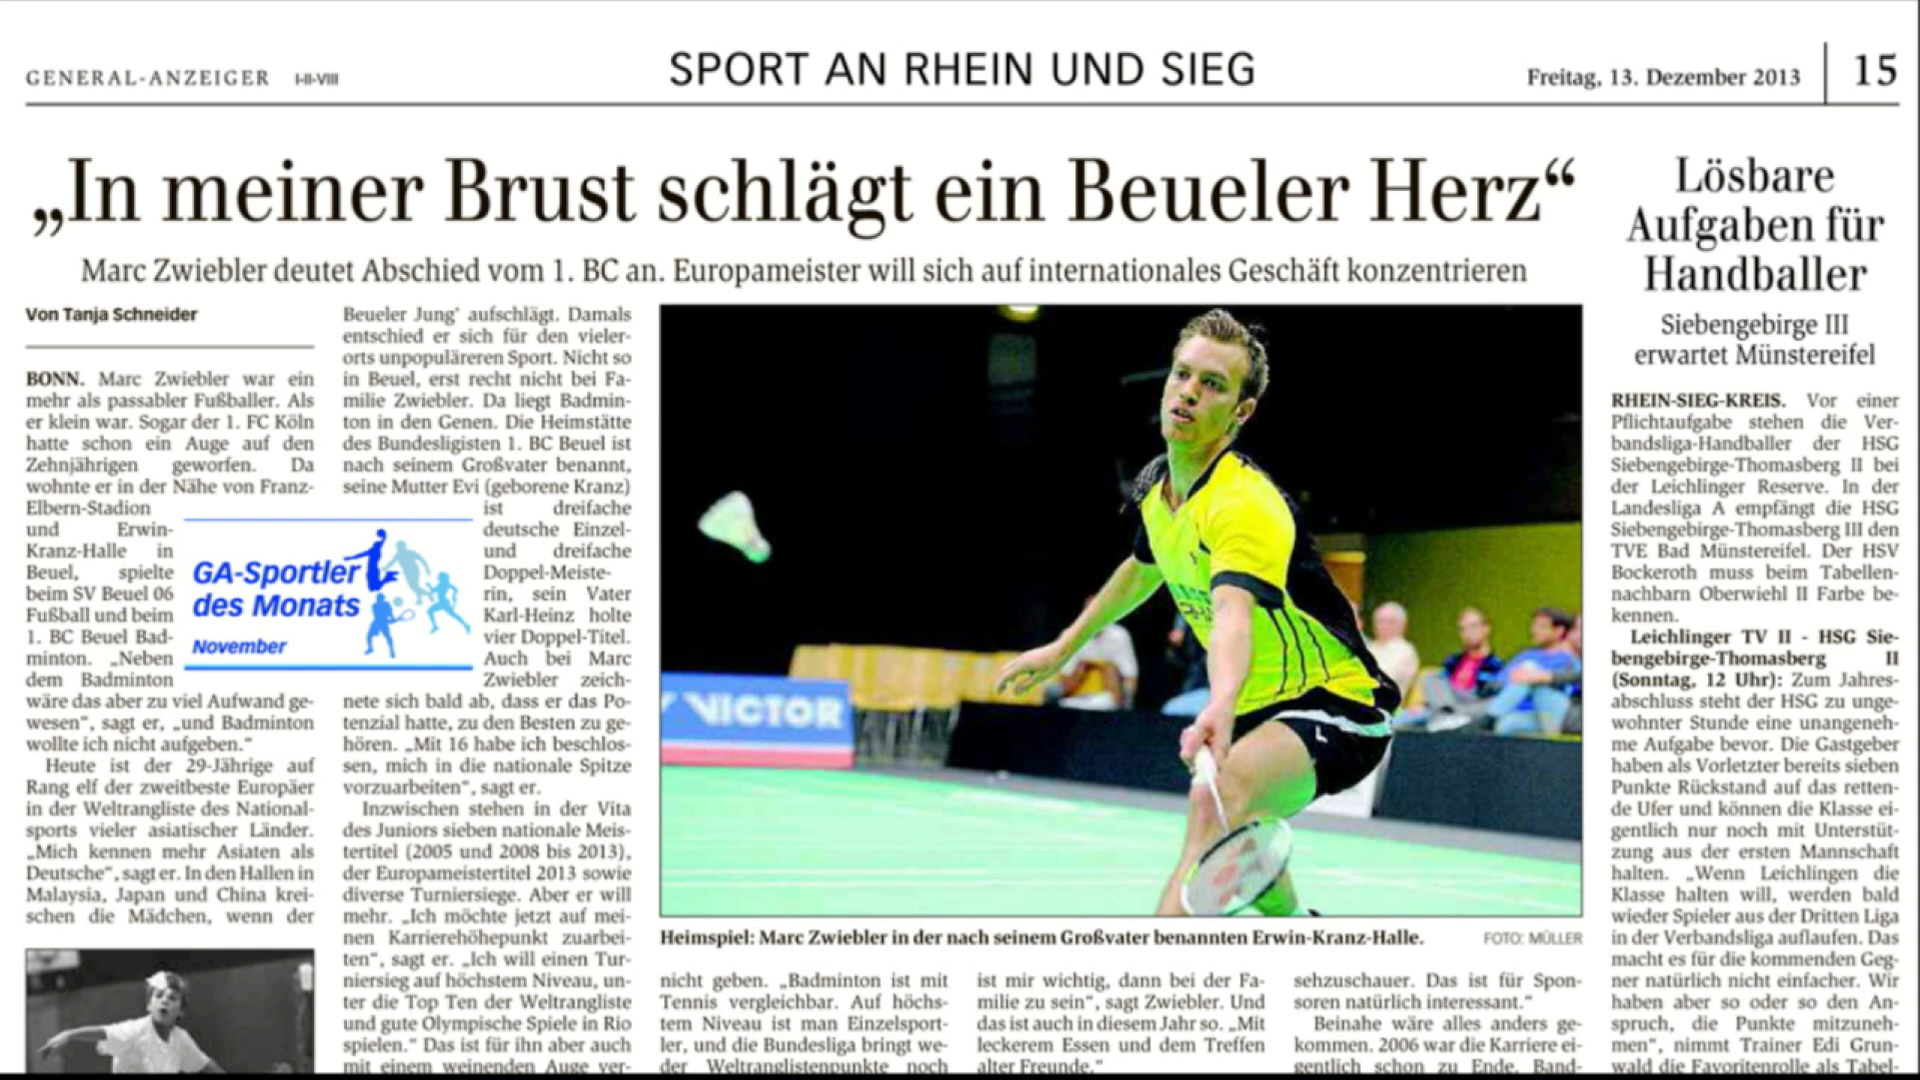 GENERAL-ANZEIGER I-II-VIII
SPORT AN RHEIN UND SIEG
Freitag, 13. Dezember 2013
15
„In meiner Brust schlägt ein Beueler Herz“
Marc Zwiebler deutet Abschied vom 1. BC an. Europameister will sich auf internationales Geschäft konzentrieren
Von Tanja Schneider
BONN. Marc Zwiebler war ein
mehr als passabler Fußballer. Als
er klein war. Sogar der 1. FC Köln
hatte schon ein Auge auf den
Zehnjährigen geworfen. Da
wohnte er in der Nähe von Franz-
Elbern-Stadion
und Erwin-
Kranz-Halle in
Beuel, spielte
beim SV Beuel 06
Fußball und beim
1. BC Beuel Bad-
minton. „Neben
dem Badminton
wäre das aber zu viel Aufwand ge-
wesen“, sagt er, „und Badminton
wollte ich nicht aufgeben.“
Heute ist der 29-Jährige auf
Rang elf der zweitbeste Europäer
in der Weltrangliste des National-
sports vieler asiatischer Länder.
„Mich kennen mehr Asiaten als
Deutsche“, sagt er. In den Hallen in
Malaysia, Japan und China krei-
schen die Mädchen, wenn der
GA-Sportler
des Monats
November
Beueler Jung’ aufschlägt. Damals
entschied er sich für den vieler-
orts unpopuläreren Sport. Nicht so
in Beuel, erst recht nicht bei Fa-
milie Zwiebler. Da liegt Badmin-
ton in den Genen. Die Heimstätte
des Bundesligisten 1. BC Beuel ist
nach seinem Großvater benannt,
seine Mutter Evi (geborene Kranz)
ist dreifache
deutsche Einzel-
und dreifache
Doppel-Meiste-
rin, sein Vater
Karl-Heinz holte
vier Doppel-Titel.
Auch bei Marc
Zwiebler zeich-
nete sich bald ab, dass er das Po-
tenzial hatte, zu den Besten zu ge-
hören. „Mit 16 habe ich beschlos-
sen, mich in die nationale Spitze
vorzuarbeiten“, sagt er.
Inzwischen stehen in der Vita
des Juniors sieben nationale Meis-
tertitel (2005 und 2008 bis 2013),
der Europameistertitel 2013 sowie
diverse Turniersiege. Aber er will
mehr. „Ich möchte jetzt auf mei-
nen Karrierehöhepunkt zuarbei-
ten“, sagt er. „Ich will einen Tur-
niersieg auf höchstem Niveau, un-
ter die Top Ten der Weltrangliste
und gute Olympische Spiele in Rio
spielen.“ Das ist für ihn aber auch
mit einem weinenden Auge ver-
VICTOR
Heimspiel: Marc Zwiebler in der nach seinem Großvater benannten Erwin-Kranz-Halle.
FOTO: MÜLLER
nicht geben. „Badminton ist mit
Tennis vergleichbar. Auf höchs-
tem Niveau ist man Einzelsport-
ler, und die Bundesliga bringt we-
der Weltranglistenpunkte noch
ist mir wichtig, dann bei der Fa-
milie zu sein“, sagt Zwiebler. Und
das ist auch in diesem Jahr so. „Mit
leckerem Essen und dem Treffen
alter Freunde.“
sehzuschauer. Das ist für Spon-
soren natürlich interessant.“
Beinahe wäre alles anders ge-
kommen. 2006 war die Karriere ei-
gentlich schon zu Ende. Band-
Lösbare
Aufgaben für
Handballer
Siebengebirge III
erwartet Münstereifel
RHEIN-SIEG-KREIS. Vor einer
Pflichtaufgabe stehen die Ver-
bandsliga-Handballer der HSG
Siebengebirge-Thomasberg II bei
der Leichlinger Reserve. In der
Landesliga A empfängt die HSG
Siebengebirge-Thomasberg III den
TVE Bad Münstereifel. Der HSV
Bockeroth muss beim Tabellen-
nachbarn Oberwiehl II Farbe be-
kennen.
Leichlinger TV II - HSG Sie-
bengebirge-Thomasberg II
(Sonntag, 12 Uhr): Zum Jahres-
abschluss steht der HSG zu unge-
wohnter Stunde eine unangeneh-
me Aufgabe bevor. Die Gastgeber
haben als Vorletzter bereits sieben
Punkte Rückstand auf das retten-
de Ufer und können die Klasse ei-
gentlich nur noch mit Unterstüt-
zung aus der ersten Mannschaft
halten. „Wenn Leichlingen die
Klasse halten will, werden bald
wieder Spieler aus der Dritten Liga
in der Verbandsliga auflaufen. Das
macht es für die kommenden Geg-
ner natürlich nicht einfacher. Wir
haben aber so oder so den An-
spruch, die Punkte mitzuneh-
men“, nimmt Trainer Edi Grun-
wald die Favoritenrolle als Tabel-